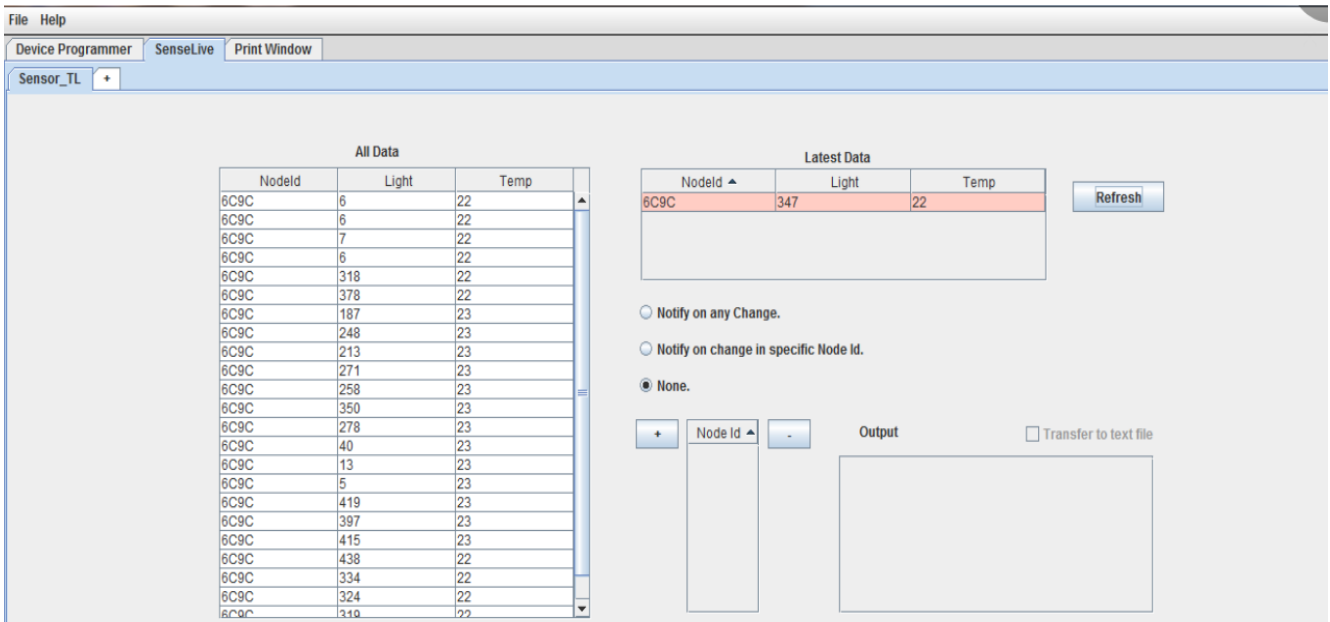 File Help
Device Programmer SenseLive Print Window
Sensor_TL +
All Data
NodeId Light Temp
6C9C 6 22
6C9C 6 22
6C9C 7 22
6C9C 6 22
6C9C 318 22
6C9C 378 22
6C9C 187 23
6C9C 248 23
6C9C 213 23
6C9C 271 23
6C9C 258 23
6C9C 350 23
6C9C 278 23
6C9C 40 23
6C9C 13 23
6C9C 5 23
6C9C 419 23
6C9C 397 23
6C9C 415 23
6C9C 438 22
6C9C 334 22
6C9C 324 22
6C9C 319 22
Latest Data
NodeId Light Temp
6C9C 347 22
Refresh
Notify on any Change.
Notify on change in specific Node Id.
None.
+ Node Id - Output Transfer to text file